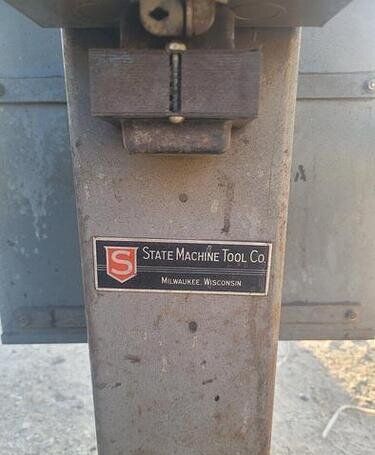 S
STATE MACHINE TOOL CO.
MILWAUKEE, WISCONSIN